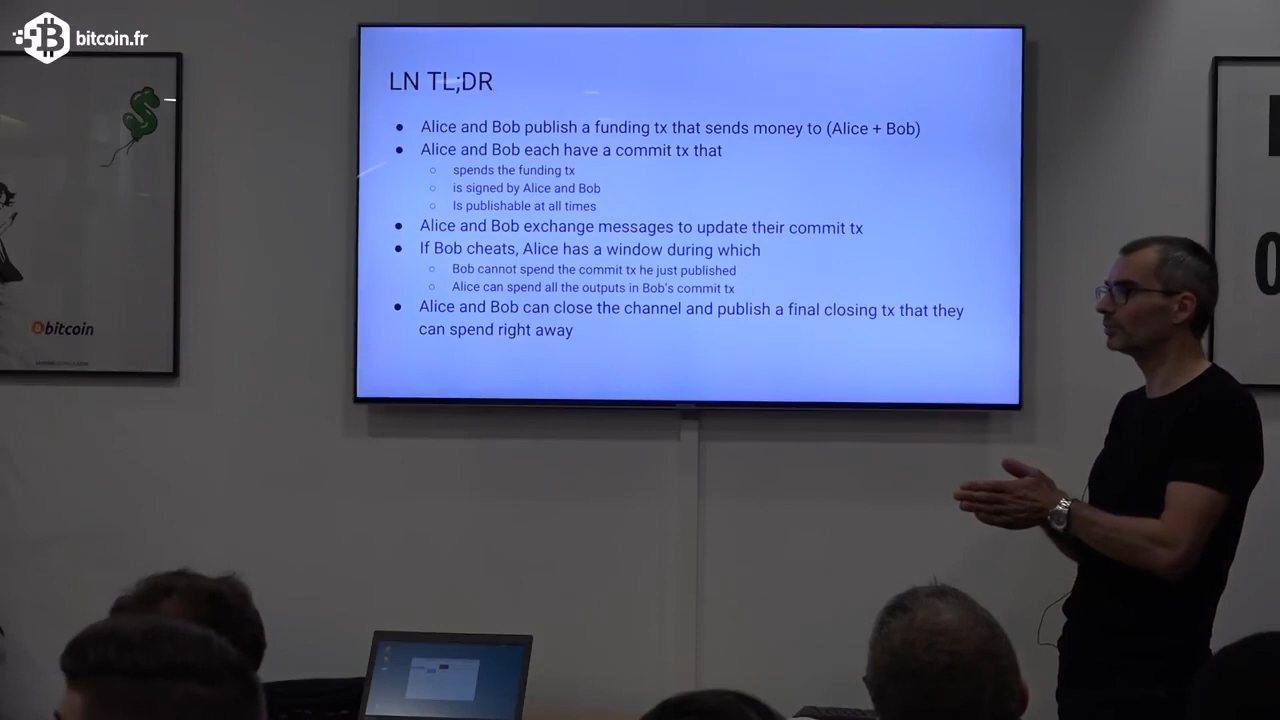 bitcoin.fr
LN TL;DR
● Alice and Bob publish a funding tx that sends money to (Alice + Bob)
● Alice and Bob each have a commit tx that
○ spends the funding tx
○ is signed by Alice and Bob
○ Is publishable at all times
● Alice and Bob exchange messages to update their commit tx
● If Bob cheats, Alice has a window during which
○ Bob cannot spend the commit tx he just published
○ Alice can spend all the outputs in Bob's commit tx
● Alice and Bob can close the channel and publish a final closing tx that they
can spend right away
bitcoin